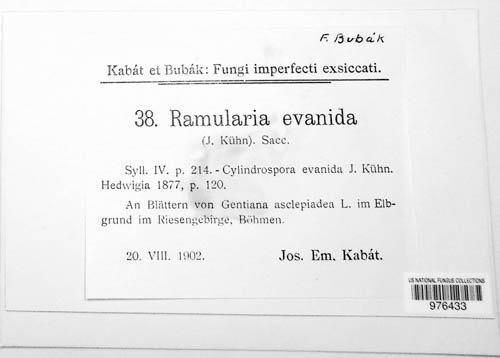 F. Bubák
Kabát et Bubák: Fungi imperfecti exsiccati.
38. Ramularia evanida
(J. Kühn). Sacc.
Syll. IV. p. 214. - Cylindrospora evanida J. Kühn.
Hedwigia 1877, p. 120.
An Blättern von Gentiana asclepiadea L. im Elb-
grund im Riesengebirge, Böhmen.
20. VIII. 1902. Jos. Em. Kabát.
US NATIONAL FUNGUS COLLECTIONS
976433